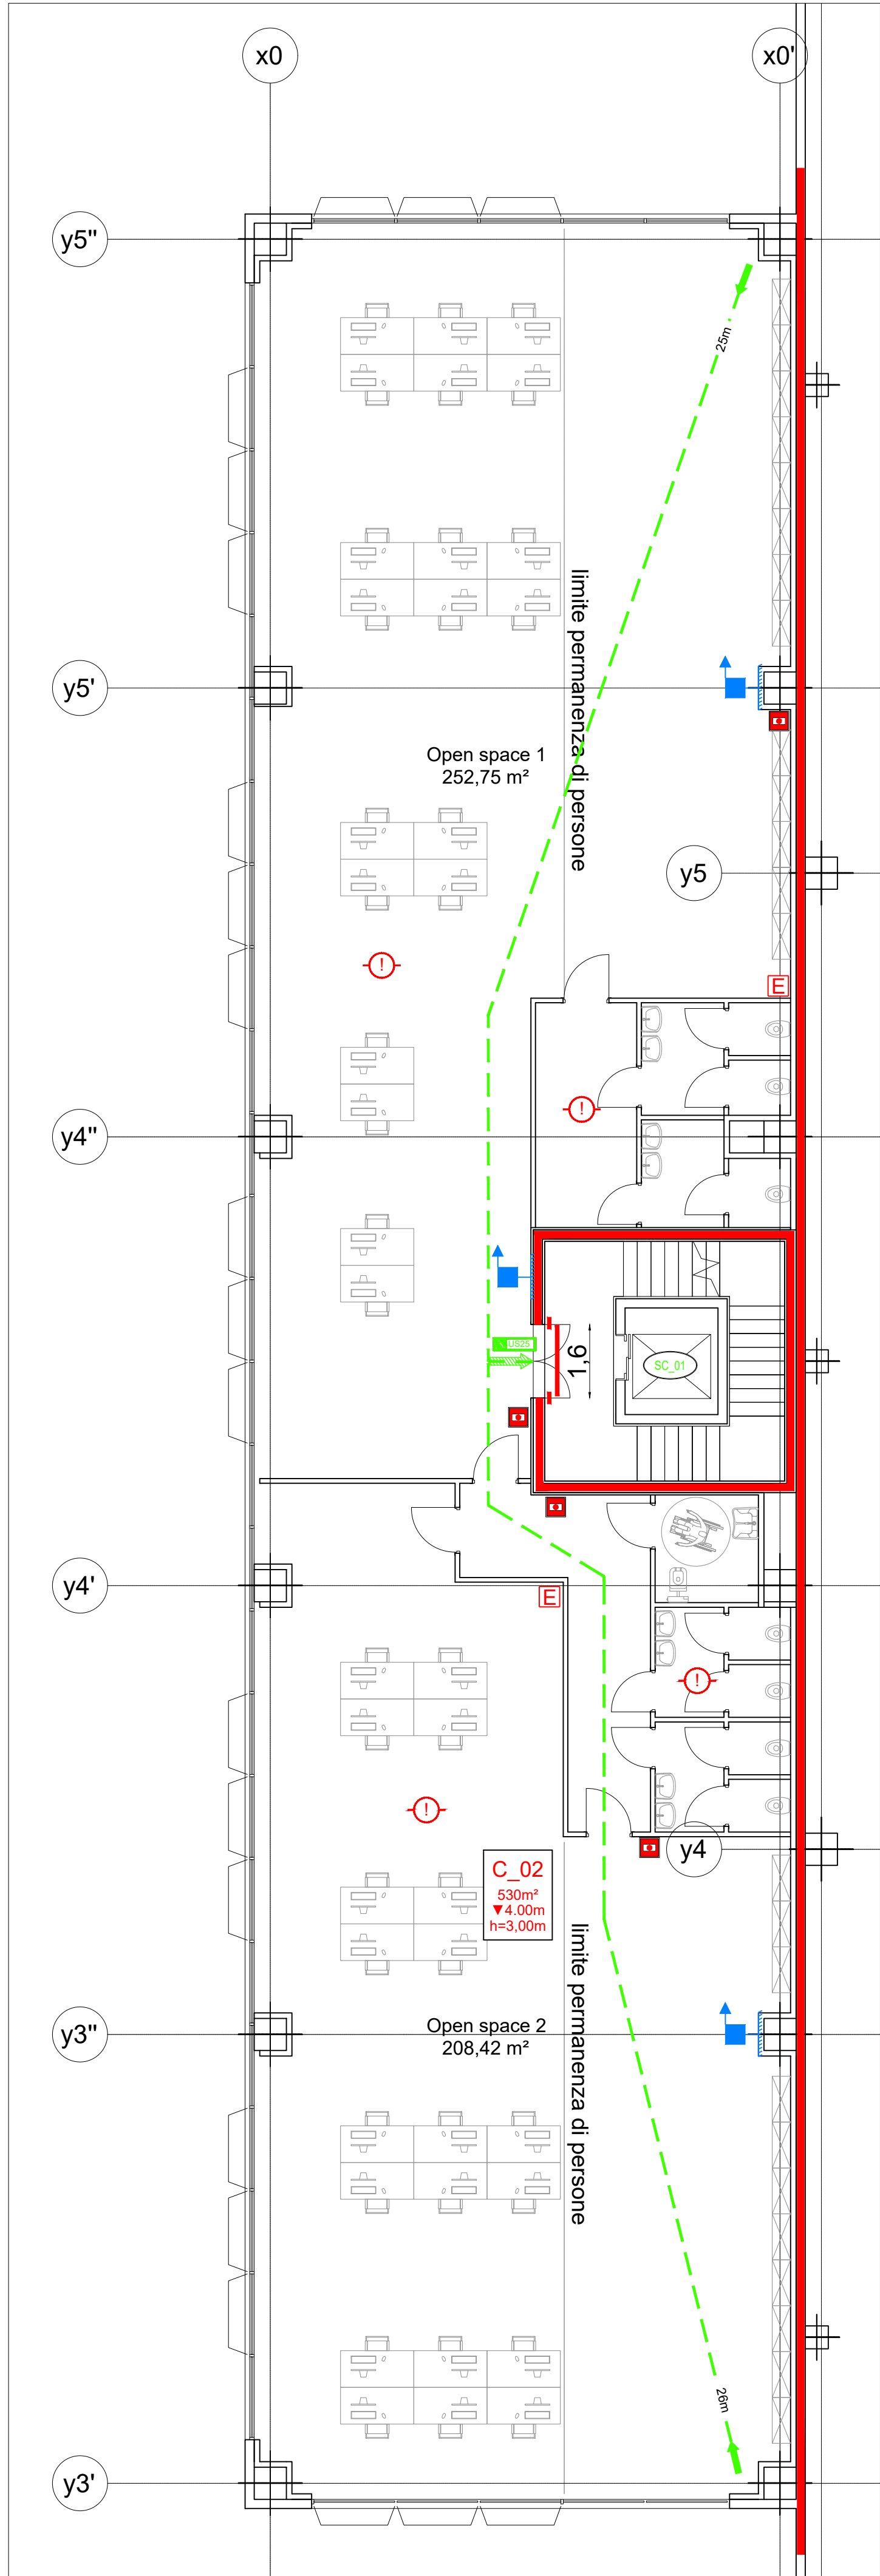 x0
x0'
y5"
25m
limite permanenza di persone
y5'
Open space 1
252,75 m²
y5
!
E
!
y4"
US25
1,6
SC_01
y4'
E
!
!
y4
C_02
530m²
▼4.00m
h=3,00m
limite permanenza di persone
y3"
Open space 2
208,42 m²
26m
y3'